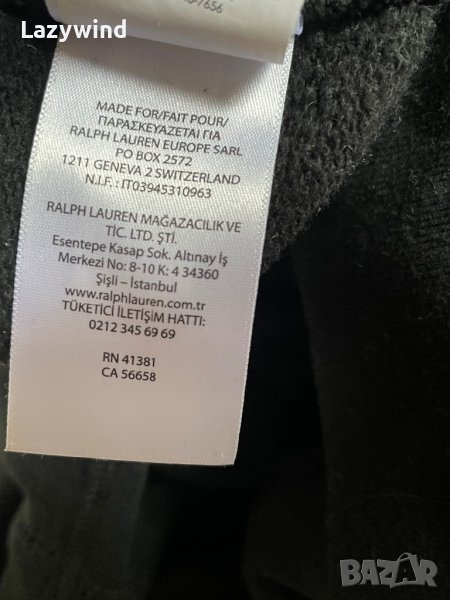 Lazywind
MADE FOR/FAIT POUR/
ΠΑΡΑΣΚΕΥΑΖΕΤΑΙ ΓΙΑ
RALPH LAUREN EUROPE SARL
PO BOX 2572
1211 GENEVA 2 SWITZERLAND
N.I.F. : IT03945310963
RALPH LAUREN MAĞAZACILIK VE
TİC. LTD. ŞTİ.
Esentepe Kasap Sok. Altınay İş
Merkezi No: 8-10 K: 4 34360
Şişli – İstanbul
www.ralphlauren.com.tr
TÜKETİCİ İLETİŞİM HATTI:
0212 345 69 69
RN 41381
CA 56658
BAZAR